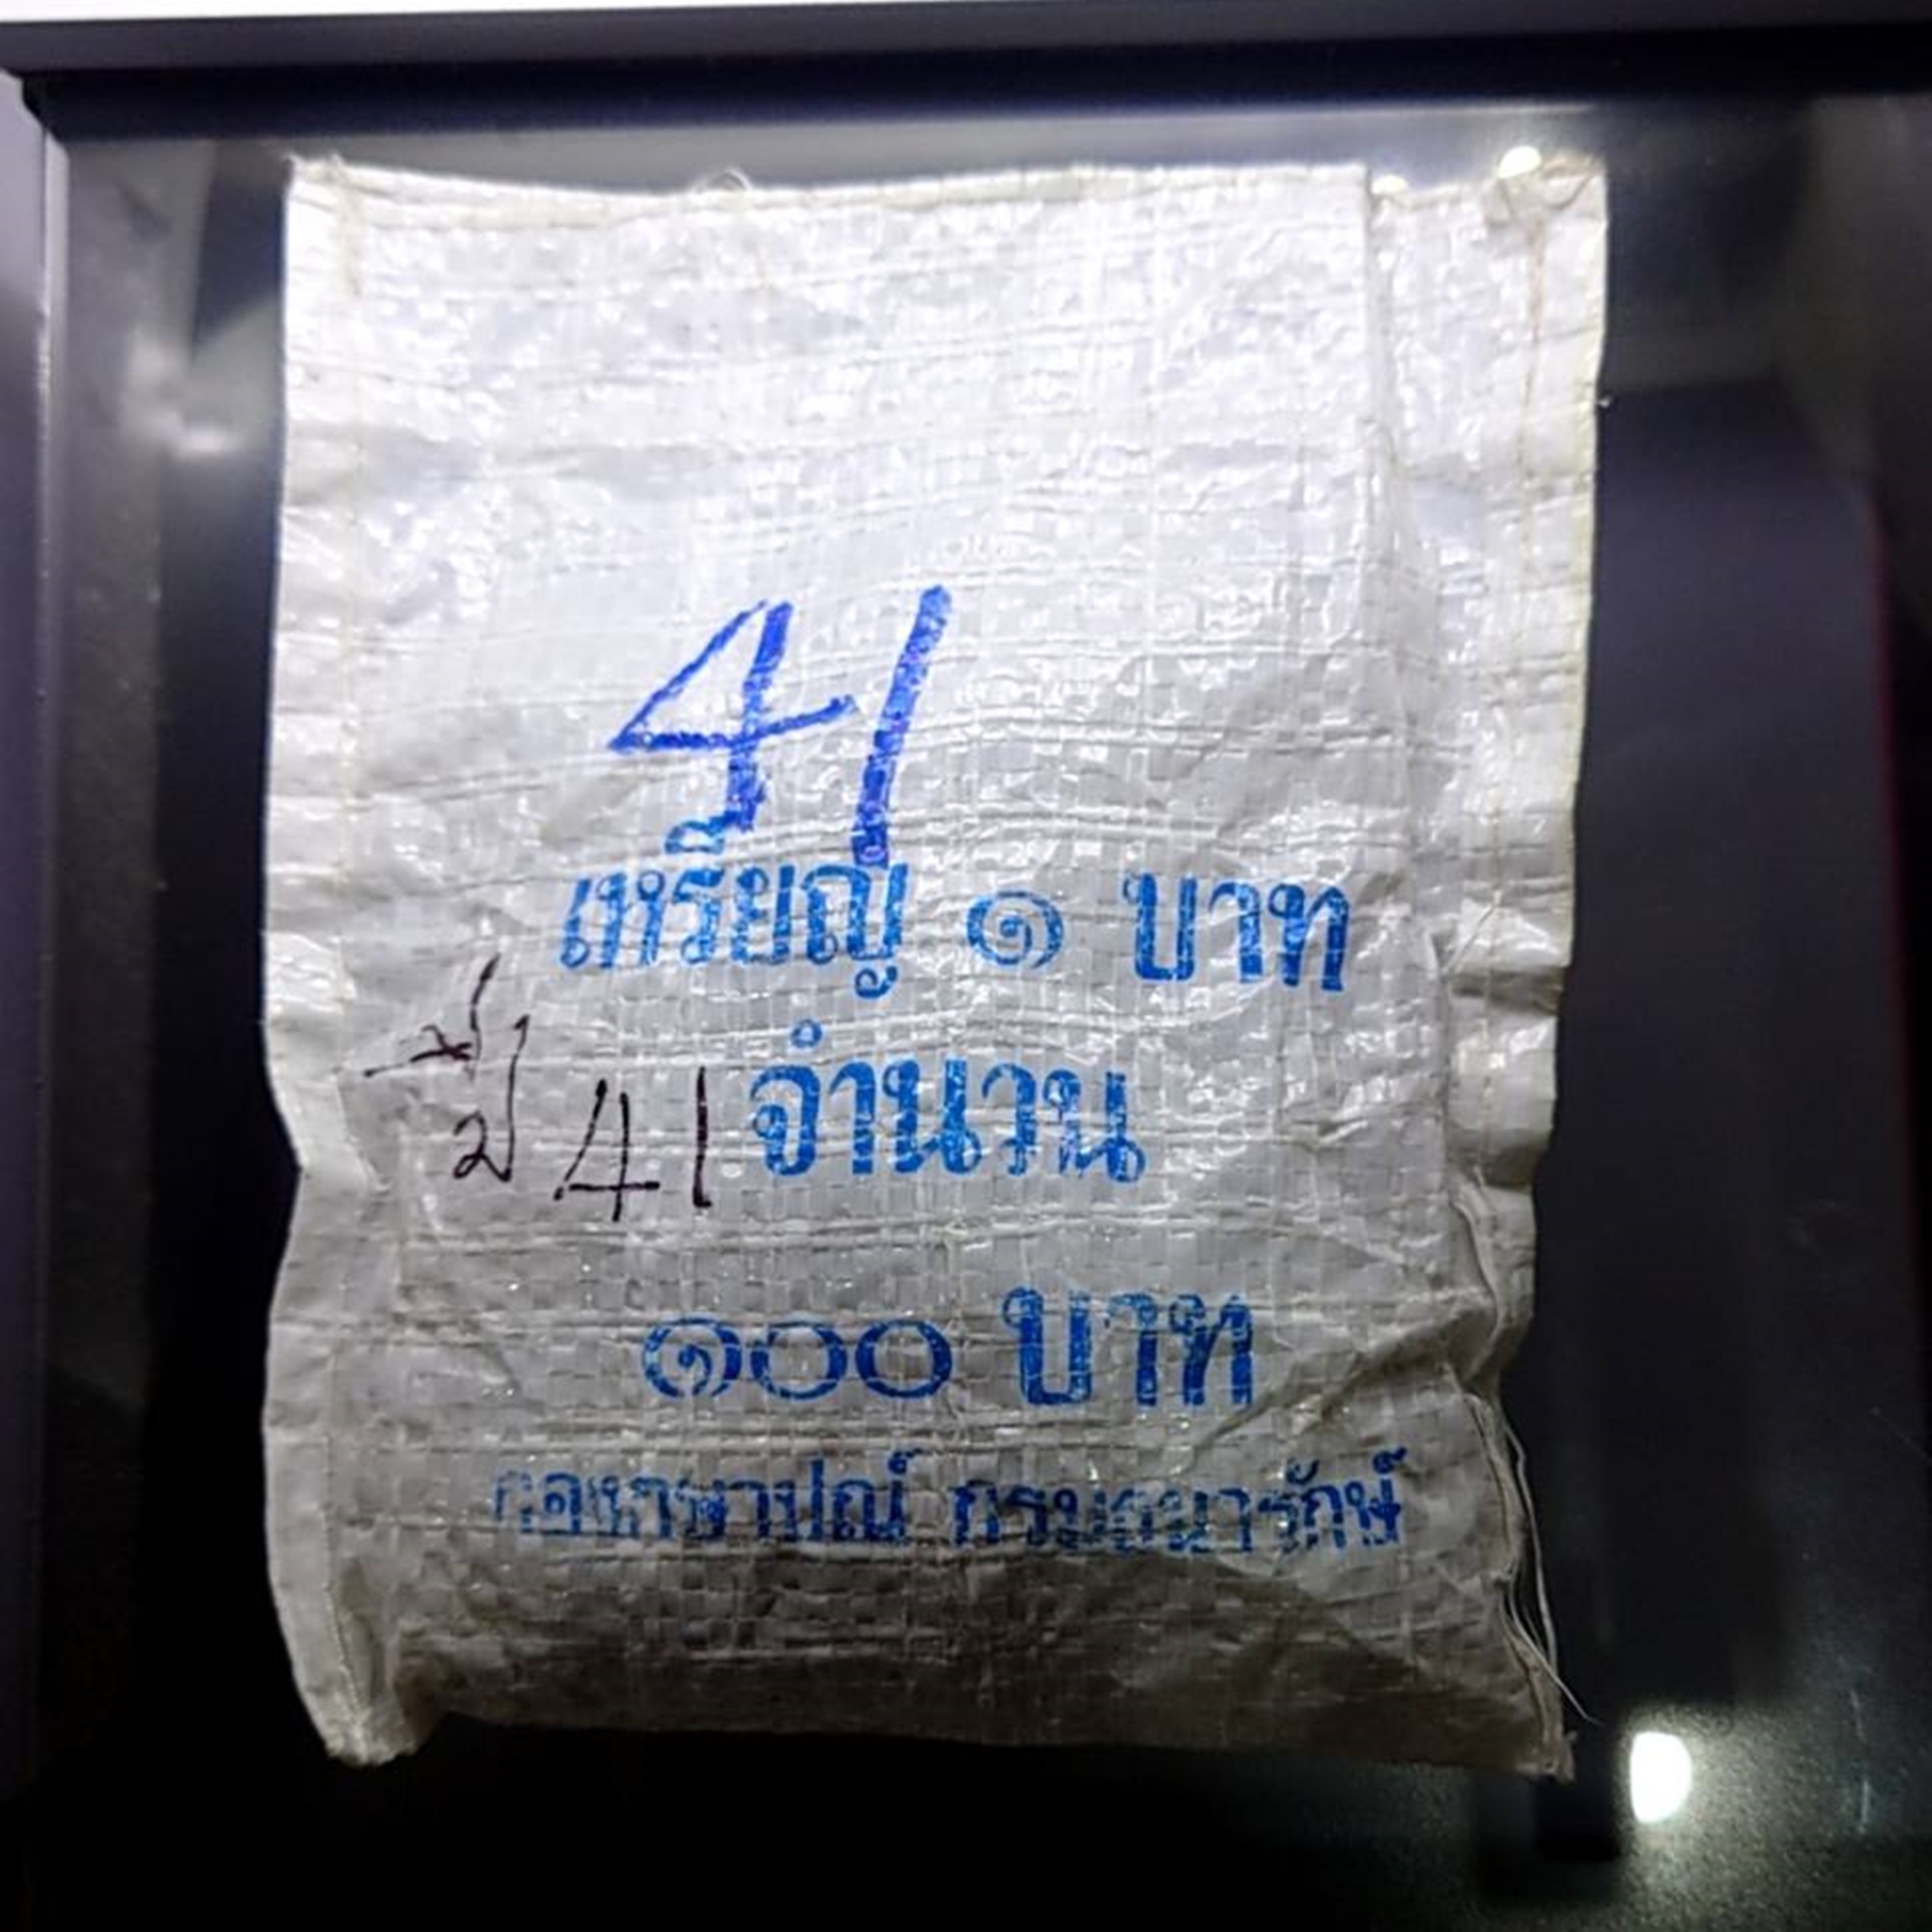 41
เหรียญ ๑ บาท
ปี 41 จำนวน
๑๐๐ บาท
กองกษาปณ์ กรมธนารักษ์